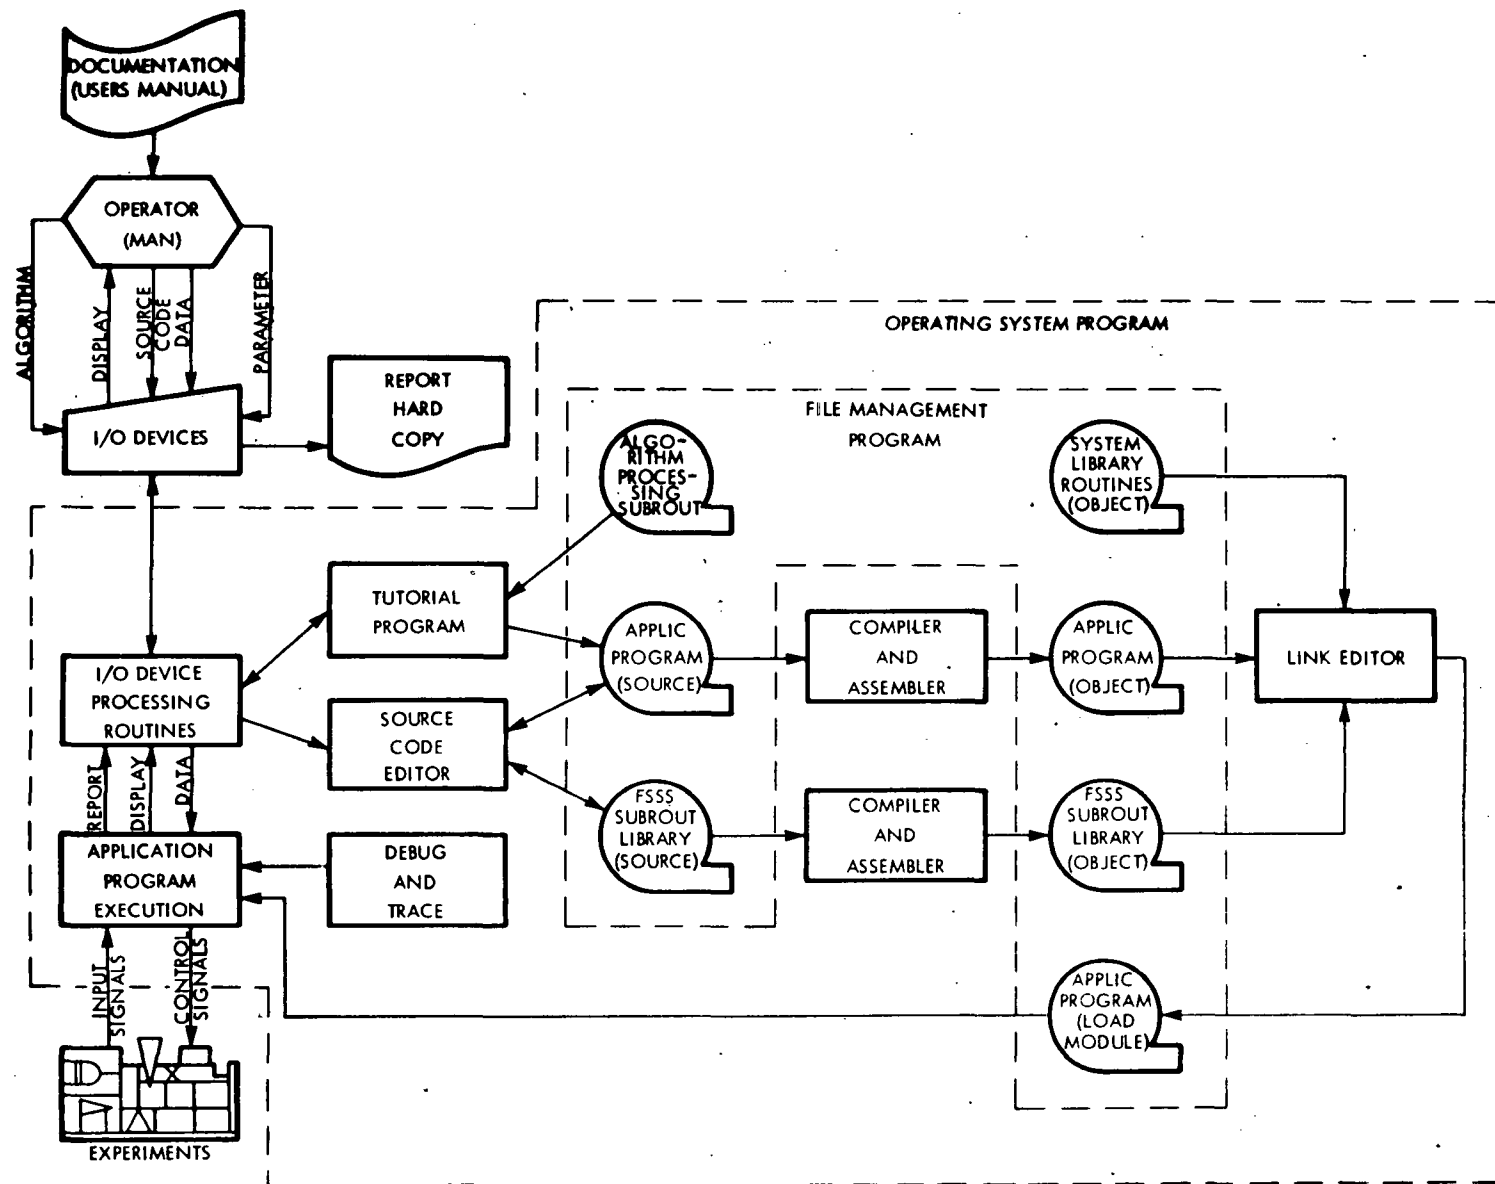 DOCUMENTATION
(USERS MANUAL)
OPERATOR
(MAN)
ALGORITHM
DISPLAY
SOURCE
CODE
DATA
PARAMETER
I/O DEVICES
REPORT
HARD
COPY
OPERATING SYSTEM PROGRAM
FILE MANAGEMENT
PROGRAM
ALGO-
RITHM
PROCES-
SING
SUBROUT
SYSTEM
LIBRARY
ROUTINES
(OBJECT)
TUTORIAL
PROGRAM
APPLIC
PROGRAM
(SOURCE)
COMPILER
AND
ASSEMBLER
APPLIC
PROGRAM
(OBJECT)
LINK EDITOR
I/O DEVICE
PROCESSING
ROUTINES
SOURCE
CODE
EDITOR
REPORT
DISPLAY
DATA
FSSS
SUBROUT
LIBRARY
(SOURCE)
COMPILER
AND
ASSEMBLER
FSSS
SUBROUT
LIBRARY
(OBJECT)
APPLICATION
PROGRAM
EXECUTION
DEBUG
AND
TRACE
INPUT
SIGNALS
CONTROL
SIGNALS
APPLIC
PROGRAM
(LOAD
MODULE)
EXPERIMENTS